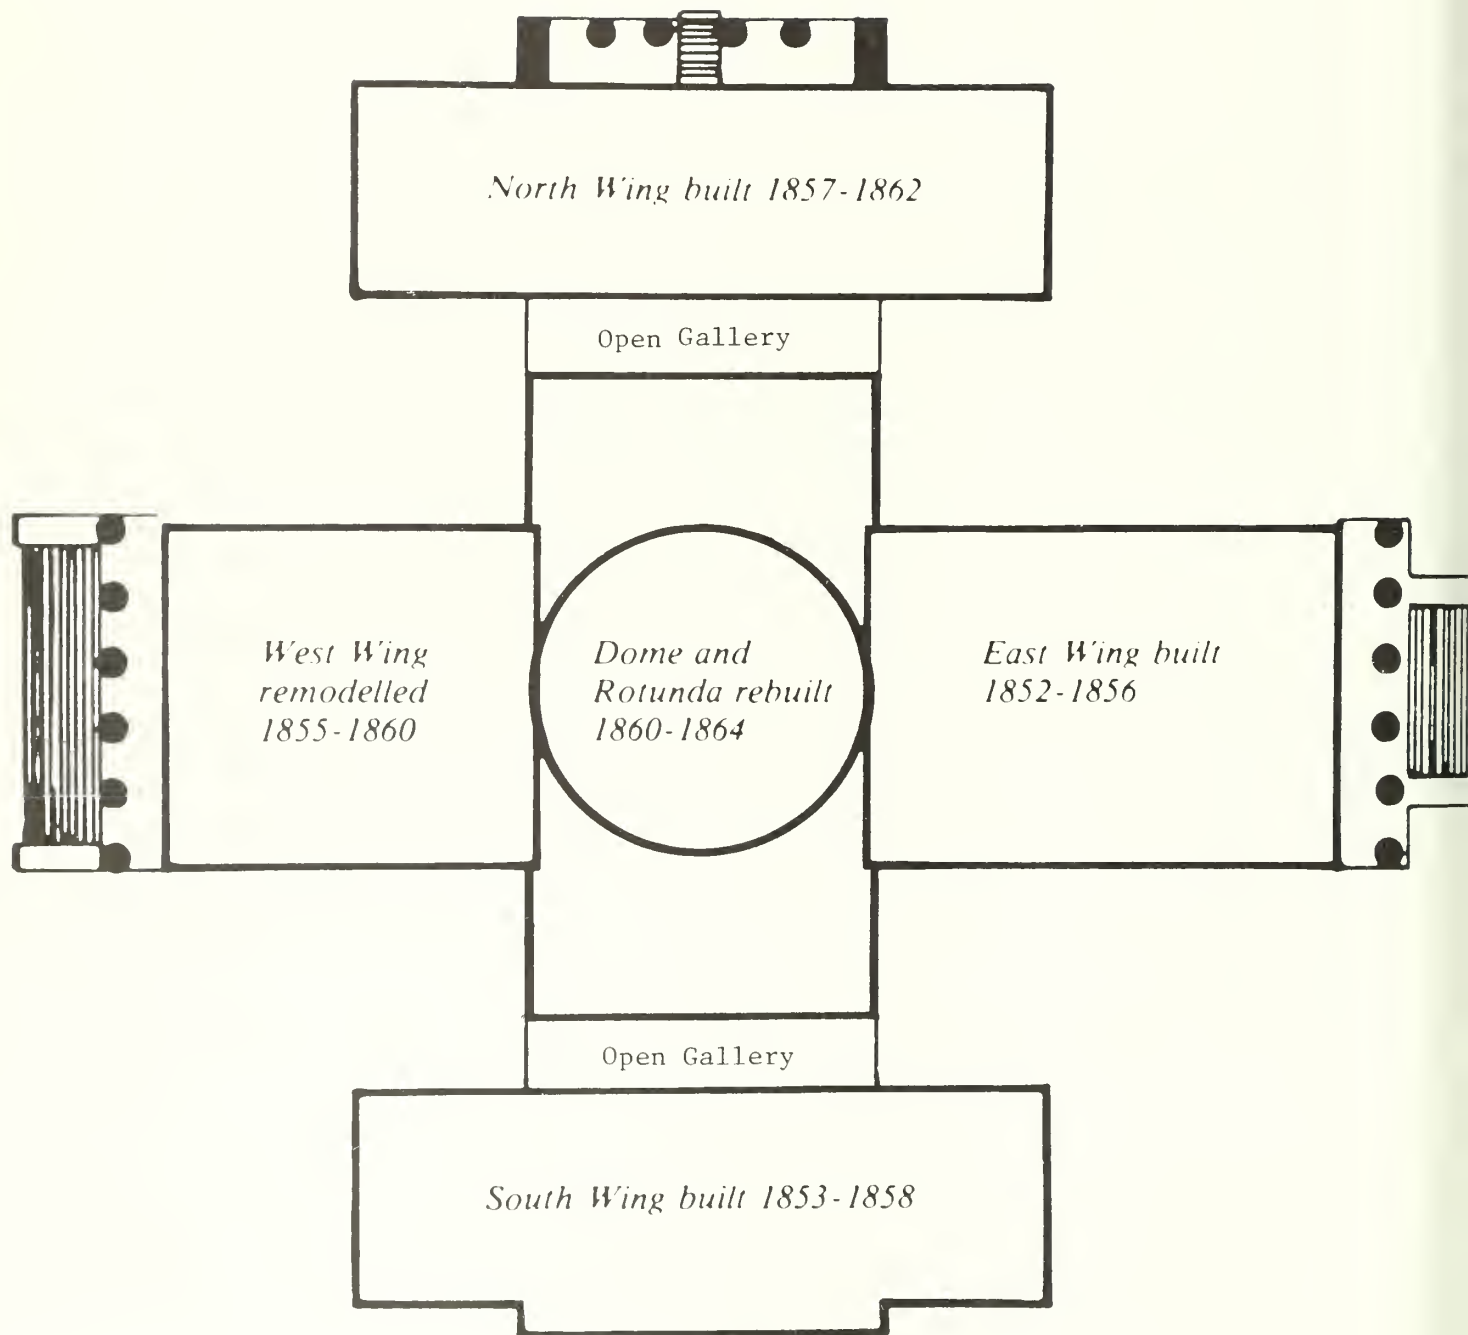 North Wing built 1857-1862
Open Gallery
West Wing
remodelled
1855-1860
Dome and
Rotunda rebuilt
1860-1864
East Wing built
1852-1856
Open Gallery
South Wing built 1853-1858